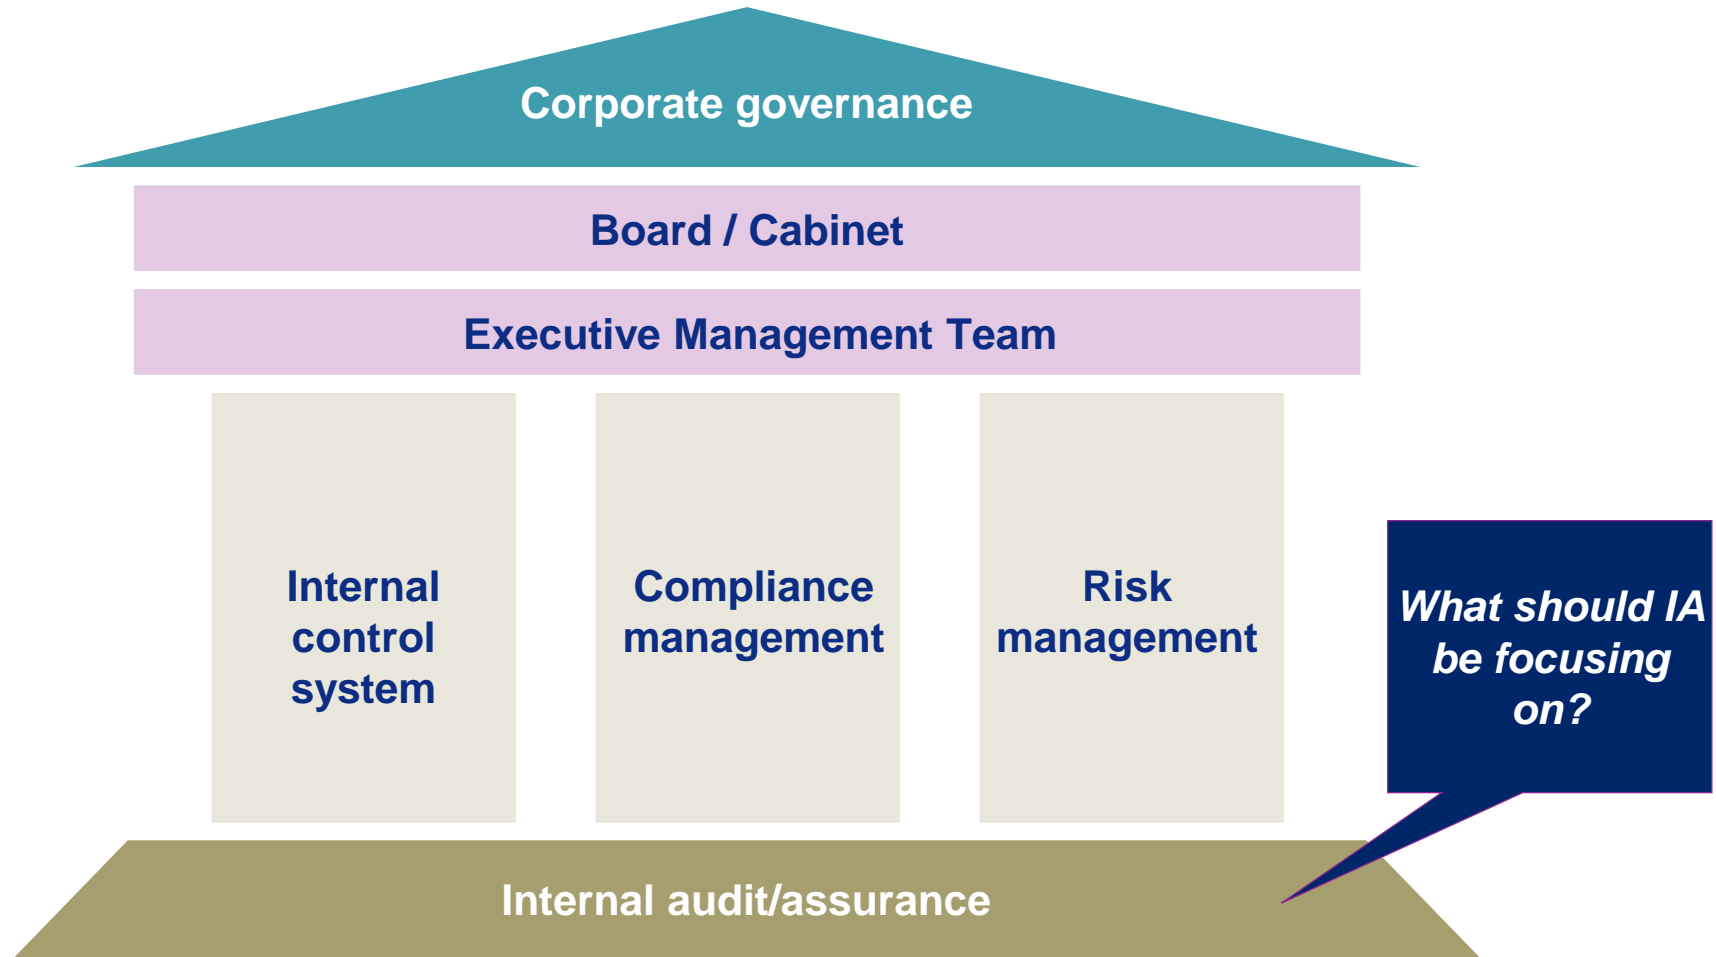 Corporate governance
Board / Cabinet
Executive Management Team
Internal
control
system
Compliance
management
Risk
management
What should IA
be focusing
on?
Internal audit/assurance